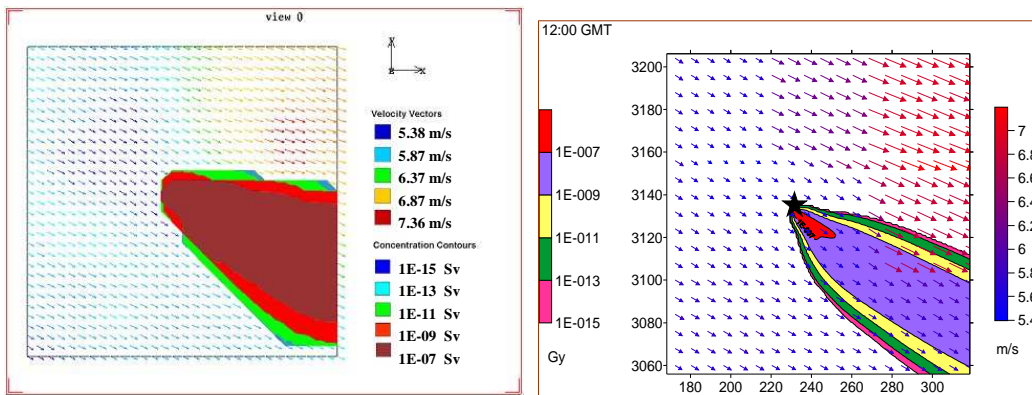 view 0
Y
X
Velocity Vectors
5.38 m/s
5.87 m/s
6.37 m/s
6.87 m/s
7.36 m/s
Concentration Contours
1E-15 Sv
1E-13 Sv
1E-11 Sv
1E-09 Sv
1E-07 Sv
12:00 GMT
1E-007
1E-009
1E-011
1E-013
1E-015
Gy
3200
3180
3160
3140
3120
3100
3080
3060
180 200 220 240 260 280 300
7
6.8
6.6
6.4
6.2
6
5.8
5.6
5.4
m/s